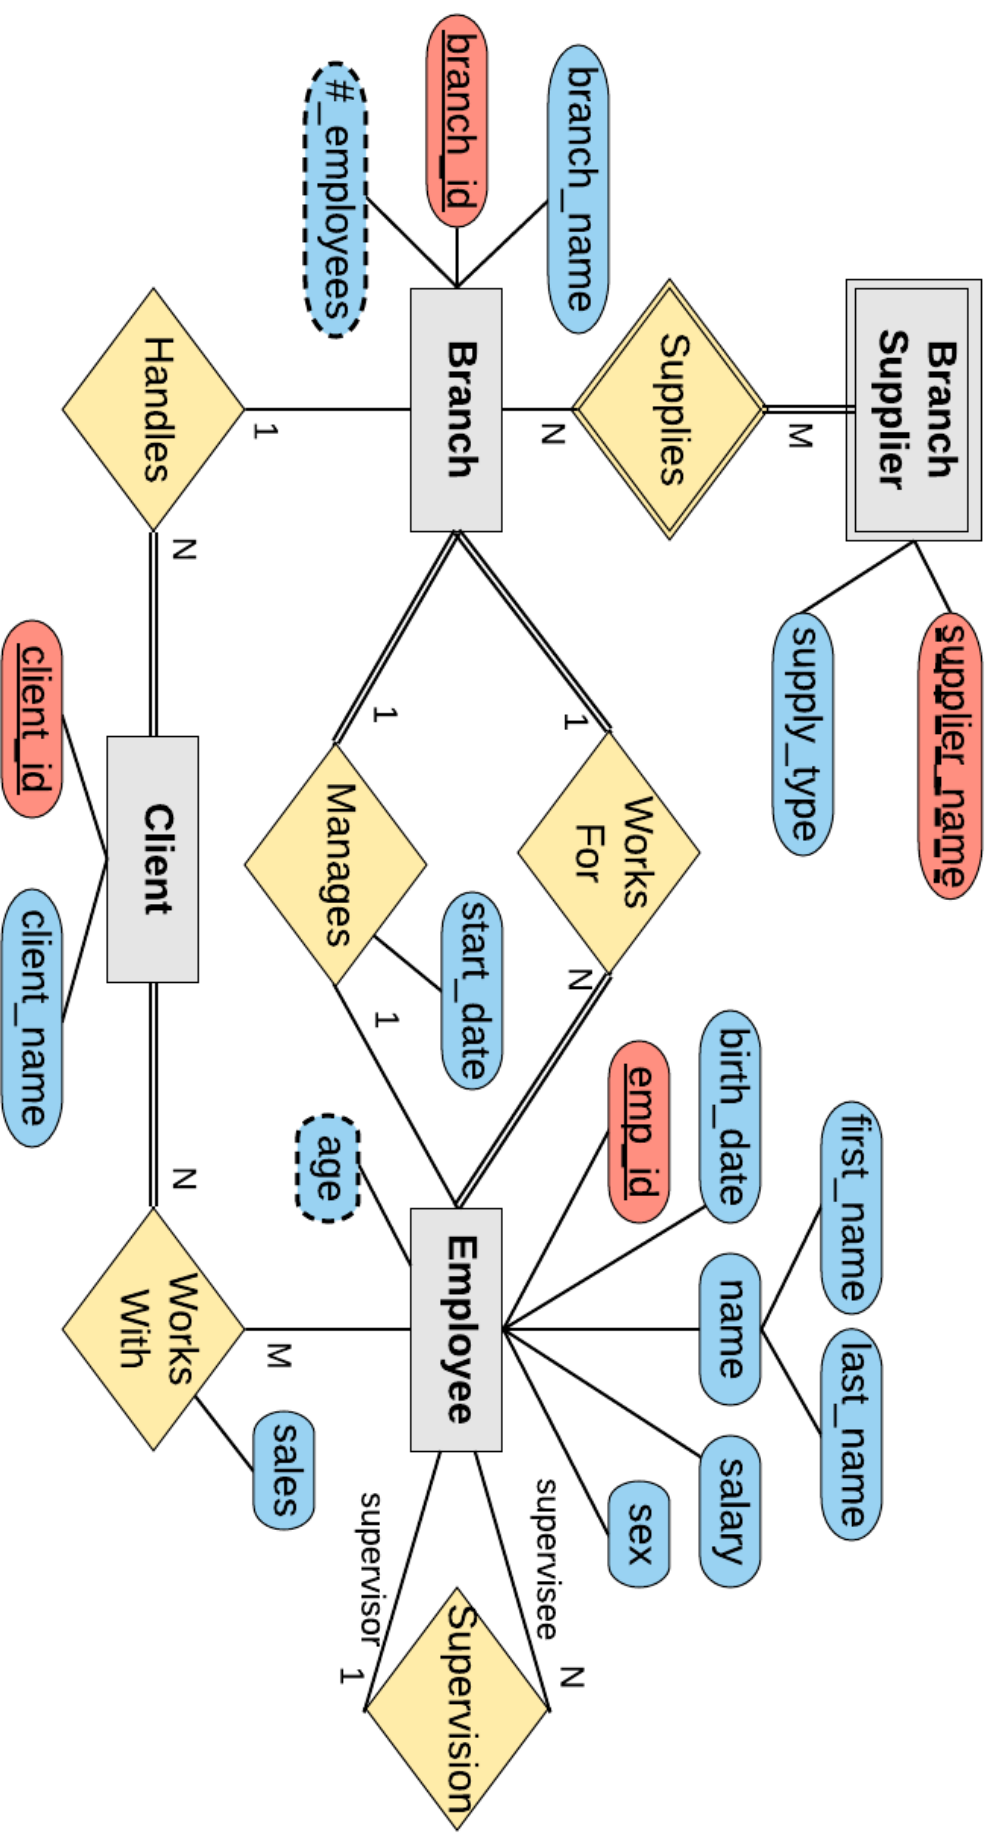 Branch
Supplier
supplier_name
supply_type
M
Supplies
N
branch_name
branch_id
#_employees
Branch
1
Works
For
N
first_name
last_name
birth_date
name
salary
emp_id
sex
start_date
1
Manages
1
age
Employee
supervisee
N
supervisor
1
Supervision
1
Handles
N
Client
client_id
client_name
N
Works
With
M
sales